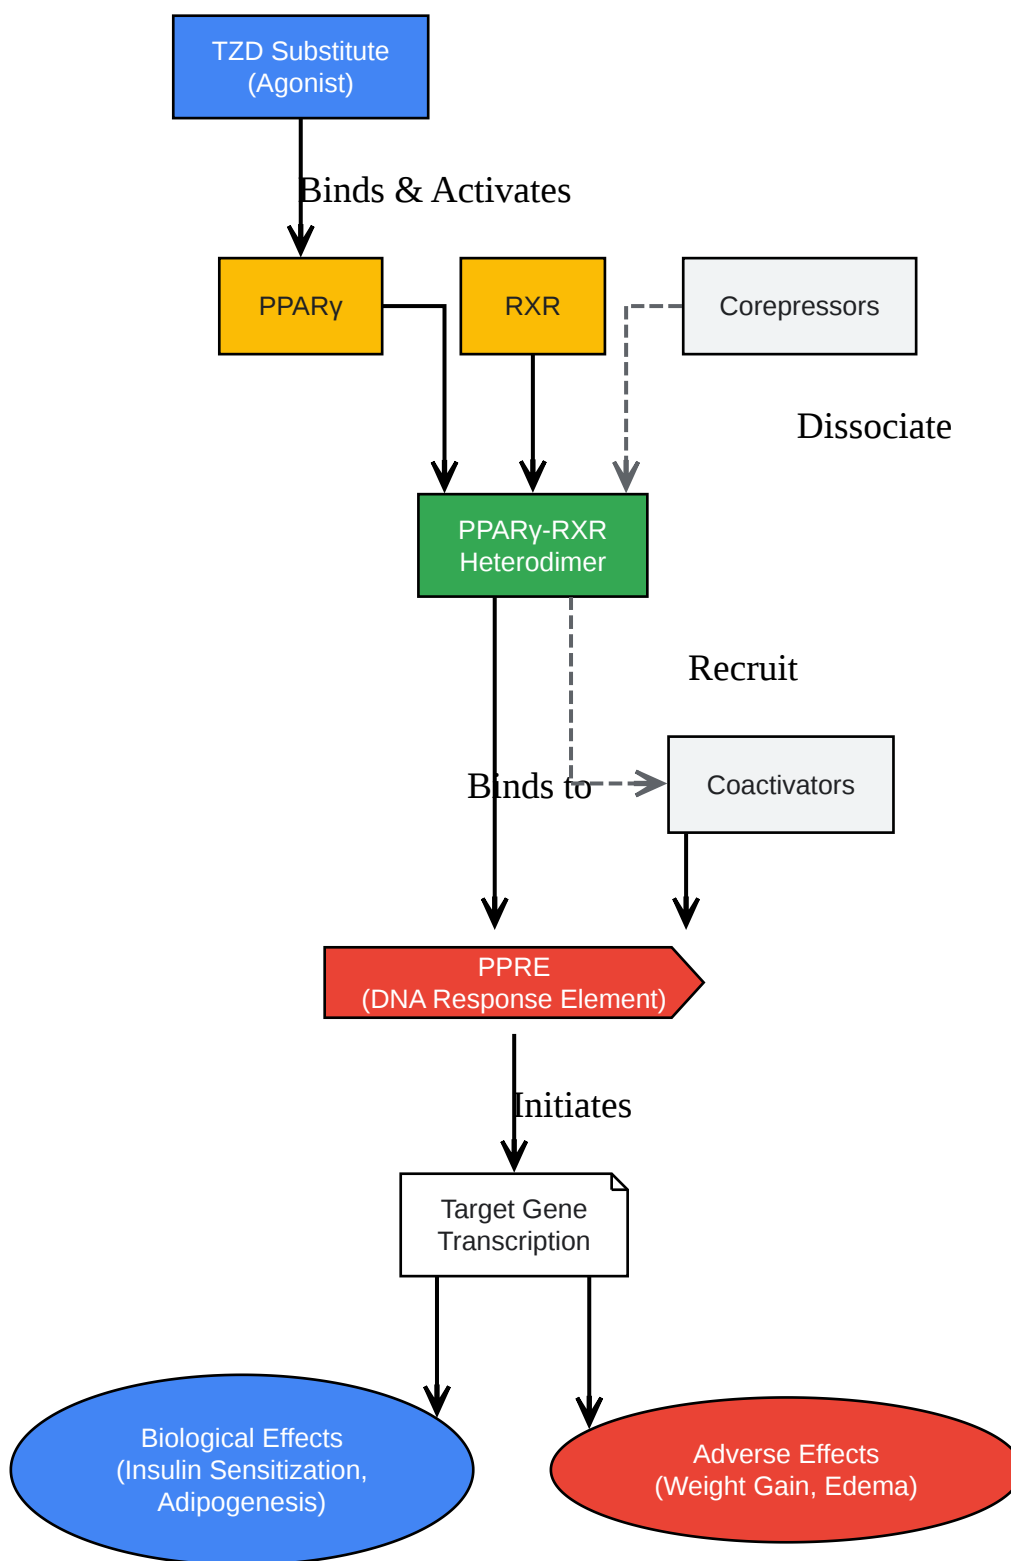 TZD Substitute
(Agonist)
Binds & Activates
PPARγ
RXR
Corepressors
Dissociate
PPARγ-RXR
Heterodimer
Recruit
Binds to
Coactivators
PPRE
(DNA Response Element)
Initiates
Target Gene
Transcription
Biological Effects
(Insulin Sensitization,
Adipogenesis)
Adverse Effects
(Weight Gain, Edema)